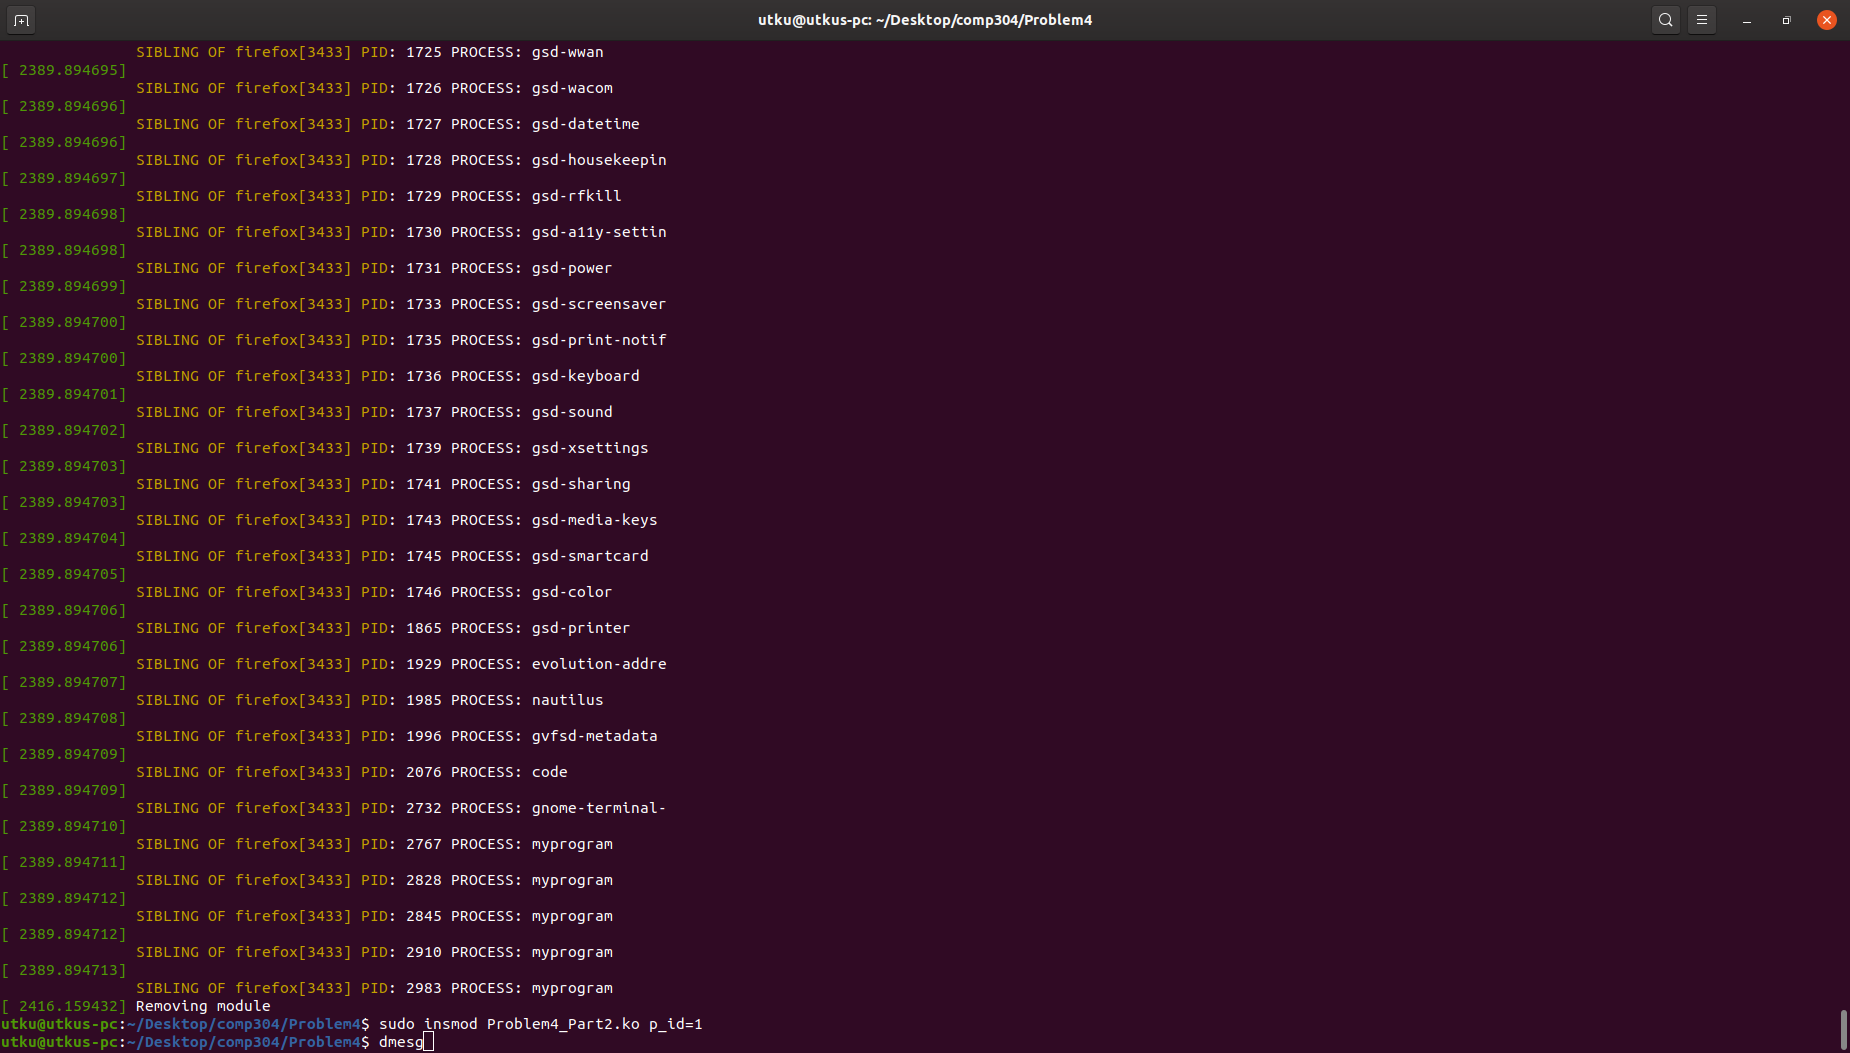 utku@utkus-pc: ~/Desktop/comp304/Problem4
SIBLING OF firefox[3433] PID: 1725 PROCESS: gsd-wwan
[ 2389.894695]
SIBLING OF firefox[3433] PID: 1726 PROCESS: gsd-wacom
[ 2389.894696]
SIBLING OF firefox[3433] PID: 1727 PROCESS: gsd-datetime
[ 2389.894696]
SIBLING OF firefox[3433] PID: 1728 PROCESS: gsd-housekeepin
[ 2389.894697]
SIBLING OF firefox[3433] PID: 1729 PROCESS: gsd-rfkill
[ 2389.894698]
SIBLING OF firefox[3433] PID: 1730 PROCESS: gsd-a11y-settin
[ 2389.894698]
SIBLING OF firefox[3433] PID: 1731 PROCESS: gsd-power
[ 2389.894699]
SIBLING OF firefox[3433] PID: 1733 PROCESS: gsd-screensaver
[ 2389.894700]
SIBLING OF firefox[3433] PID: 1735 PROCESS: gsd-print-notif
[ 2389.894700]
SIBLING OF firefox[3433] PID: 1736 PROCESS: gsd-keyboard
[ 2389.894701]
SIBLING OF firefox[3433] PID: 1737 PROCESS: gsd-sound
[ 2389.894702]
SIBLING OF firefox[3433] PID: 1739 PROCESS: gsd-xsettings
[ 2389.894703]
SIBLING OF firefox[3433] PID: 1741 PROCESS: gsd-sharing
[ 2389.894703]
SIBLING OF firefox[3433] PID: 1743 PROCESS: gsd-media-keys
[ 2389.894704]
SIBLING OF firefox[3433] PID: 1745 PROCESS: gsd-smartcard
[ 2389.894705]
SIBLING OF firefox[3433] PID: 1746 PROCESS: gsd-color
[ 2389.894706]
SIBLING OF firefox[3433] PID: 1865 PROCESS: gsd-printer
[ 2389.894706]
SIBLING OF firefox[3433] PID: 1929 PROCESS: evolution-addre
[ 2389.894707]
SIBLING OF firefox[3433] PID: 1985 PROCESS: nautilus
[ 2389.894708]
SIBLING OF firefox[3433] PID: 1996 PROCESS: gvfsd-metadata
[ 2389.894709]
SIBLING OF firefox[3433] PID: 2076 PROCESS: code
[ 2389.894709]
SIBLING OF firefox[3433] PID: 2732 PROCESS: gnome-terminal-
[ 2389.894710]
SIBLING OF firefox[3433] PID: 2767 PROCESS: myprogram
[ 2389.894711]
SIBLING OF firefox[3433] PID: 2828 PROCESS: myprogram
[ 2389.894712]
SIBLING OF firefox[3433] PID: 2845 PROCESS: myprogram
[ 2389.894712]
SIBLING OF firefox[3433] PID: 2910 PROCESS: myprogram
[ 2389.894713]
SIBLING OF firefox[3433] PID: 2983 PROCESS: myprogram
[ 2416.159432] Removing module
utku@utkus-pc:~/Desktop/comp304/Problem4$ sudo insmod Problem4_Part2.ko p_id=1
utku@utkus-pc:~/Desktop/comp304/Problem4$ dmesg